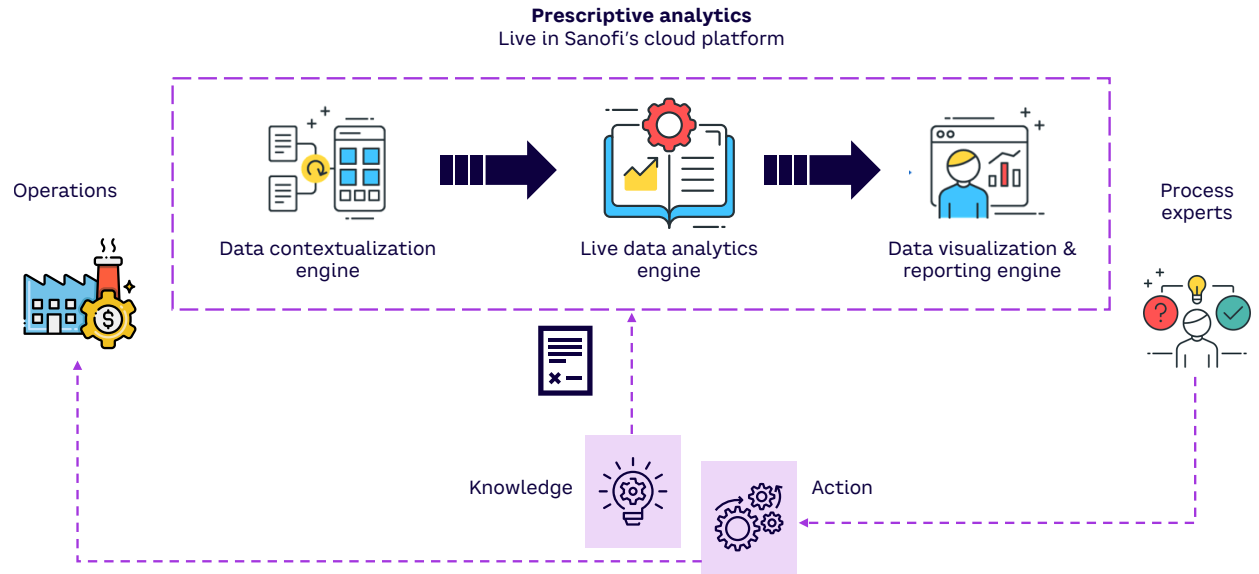 Prescriptive analytics
Live in Sanofi's cloud platform
Operations
Data contextualization
engine
Live data analytics
engine
Data visualization &
reporting engine
Process
experts
$
?
Knowledge
Action